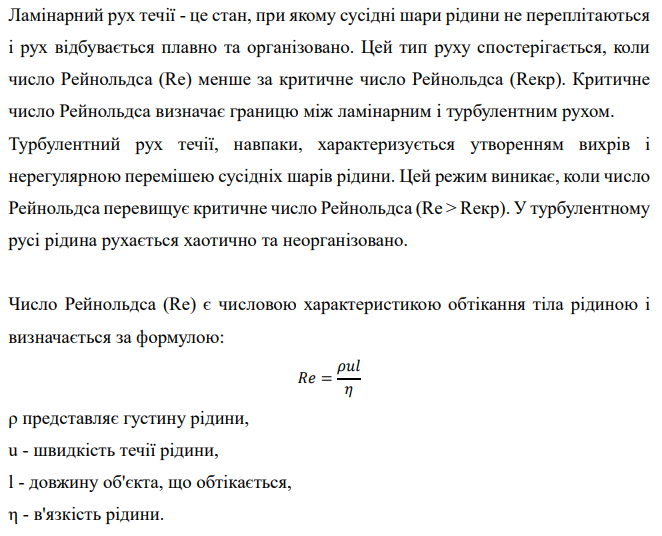 Ламінарний рух течії - це стан, при якому сусідні шари рідини не переплітаються
і рух відбувається плавно та організовано. Цей тип руху спостерігається, коли
число Рейнольдса (Re) менше за критичне число Рейнольдса (Reкр). Критичне
число Рейнольдса визначає границю між ламінарним і турбулентним рухом.
Турбулентний рух течії, навпаки, характеризується утворенням вихрів і
нерегулярною перемішею сусідніх шарів рідини. Цей режим виникає, коли число
Рейнольдса перевищує критичне число Рейнольдса (Re > Reкр). У турбулентному
русі рідина рухається хаотично та неорганізовано.
Число Рейнольдса (Re) є числовою характеристикою обтікання тіла рідиною і
визначається за формулою:
Re = ρul/η
ρ представляє густину рідини,
u - швидкість течії рідини,
l - довжину об'єкта, що обтікається,
η - в'язкість рідини.